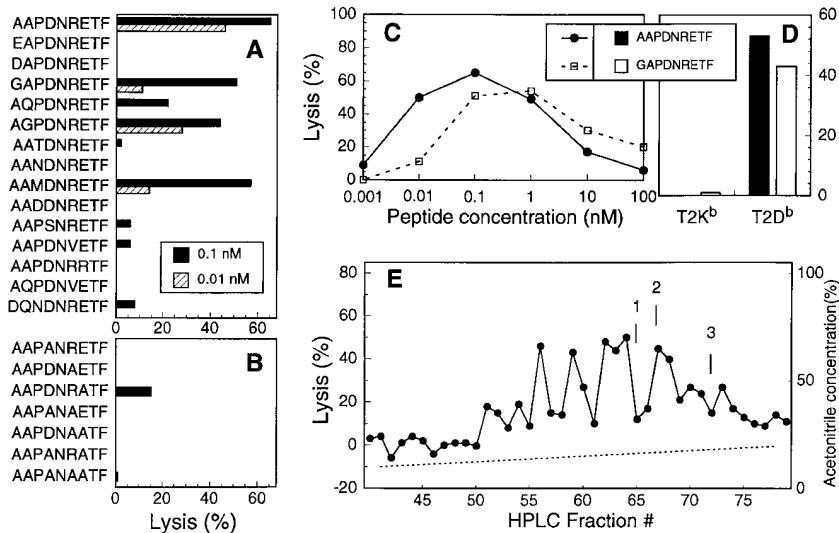 A
AAPDNRETF
EAPDNRETF
DAPDNRETF
GAPDNRETF
AQPDNRETF
AGPDNRETF
AATDNRETF
AANDNRETF
AAMDNRETF
AADDNRETF
AAPSNRETF
AAPDNVETF
AAPDNRRTF
AQPDNVETF
DQNDNRETF
0.1 nM
0.01 nM
0 20 40 60
B
AAPANRETF
AAPDNAETF
AAPDNRATF
AAPANAETF
AAPDNAATF
AAPANRATF
AAPANAATF
0 20 40 60
Lysis (%)
C
Lysis (%)
100
80
60
40
20
0
0.001 0.01 0.1 1 10 100
Peptide concentration (nM)
AAPDNRETF
GAPDNRETF
D
60
40
20
0
T2Kb T2Db
E
Lysis (%)
80
60
40
20
0
-20
1 2 3
100
50
0
Acetonitrile concentration(%)
45 50 55 60 65 70 75
HPLC Fraction #